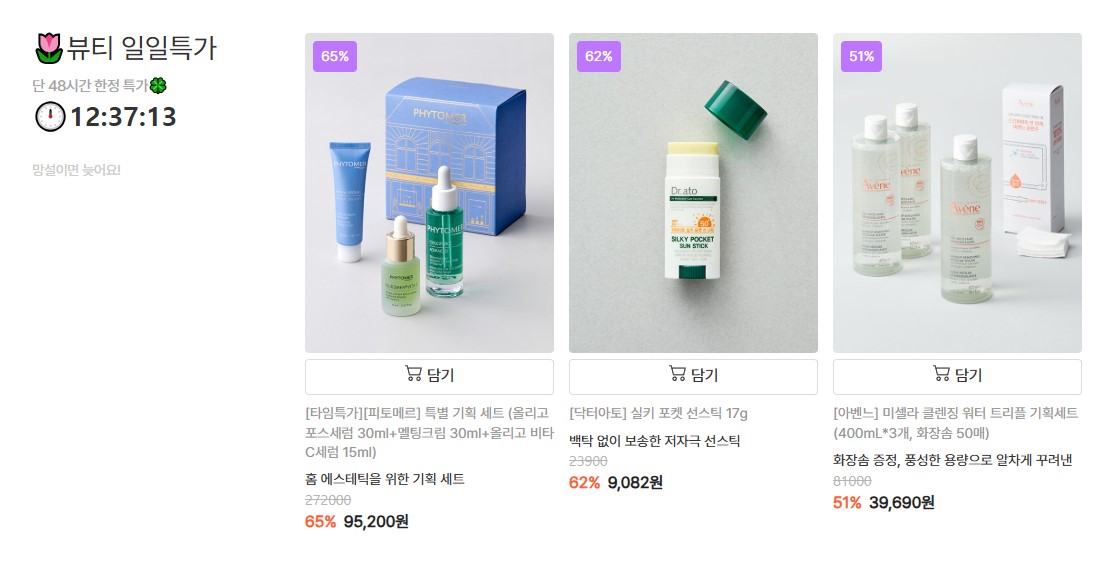 뷰티 일일특가
단 48시간 한정 특가
12:37:13
망설이면 늦어요!
65%
PHYTOMER
PHYTOMER
PHYTOMER
PHYTOMER
담기
[타임특가][피토메르] 특별 기획 세트 (올리고
포스세럼 30ml+멜팅크림 30ml+올리고 비타
C세럼 15ml)
홈 에스테틱을 위한 기획 세트
272000
65% 95,200원
62%
Dr.ato
SILKY POCKET
SUN STICK
담기
[닥터아토] 실키 포켓 선스틱 17g
백탁 없이 보송한 저자극 선스틱
23900
62% 9,082원
51%
Avène
Avène
Avène
Avène
담기
[아벤느] 미셀라 클렌징 워터 트리플 기획세트
(400mL*3개, 화장솜 50매)
화장솜 증정, 풍성한 용량으로 알차게 꾸려낸
81000
51% 39,690원